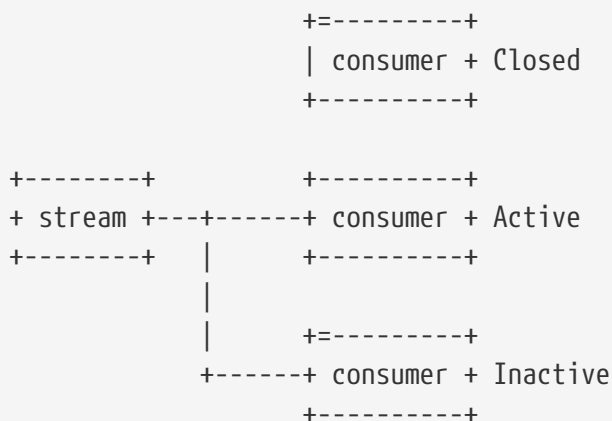 +=---------+
                      | consumer + Closed
                      +----------+

+--------+            +----------+
+ stream +---+------+ consumer + Active
+--------+   |        +----------+
             |
             |        +=---------+
             +------+ consumer + Inactive
                      +----------+